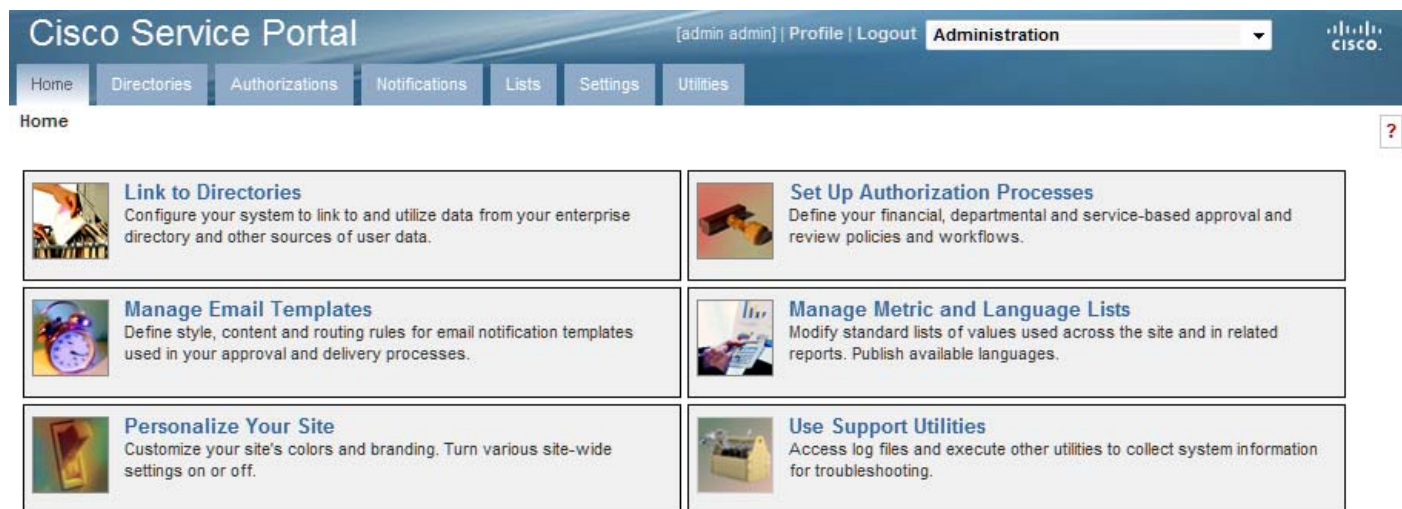 Cisco Service Portal
[admin admin] | Profile | Logout Administration
CISCO.
Home Directories Authorizations Notifications Lists Settings Utilities
Home
?
Link to Directories
Configure your system to link to and utilize data from your enterprise
directory and other sources of user data.
Set Up Authorization Processes
Define your financial, departmental and service-based approval and
review policies and workflows.
Manage Email Templates
Define style, content and routing rules for email notification templates
used in your approval and delivery processes.
Manage Metric and Language Lists
Modify standard lists of values used across the site and in related
reports. Publish available languages.
Personalize Your Site
Customize your site's colors and branding. Turn various site-wide
settings on or off.
Use Support Utilities
Access log files and execute other utilities to collect system information
for troubleshooting.